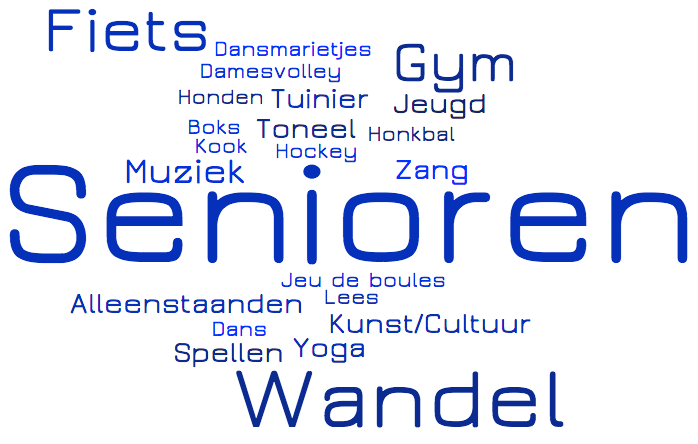 Fiets
Dansmarietjes
Gym
Damesvolley
Honden
Tuinier
Jeugd
Boks
Toneel
Honkbal
Kook
Hockey
Muziek
Zang
Senioren
Jeu de boules
Alleenstaanden
Lees
Dans
Kunst/Cultuur
Spellen
Yoga
Wandel